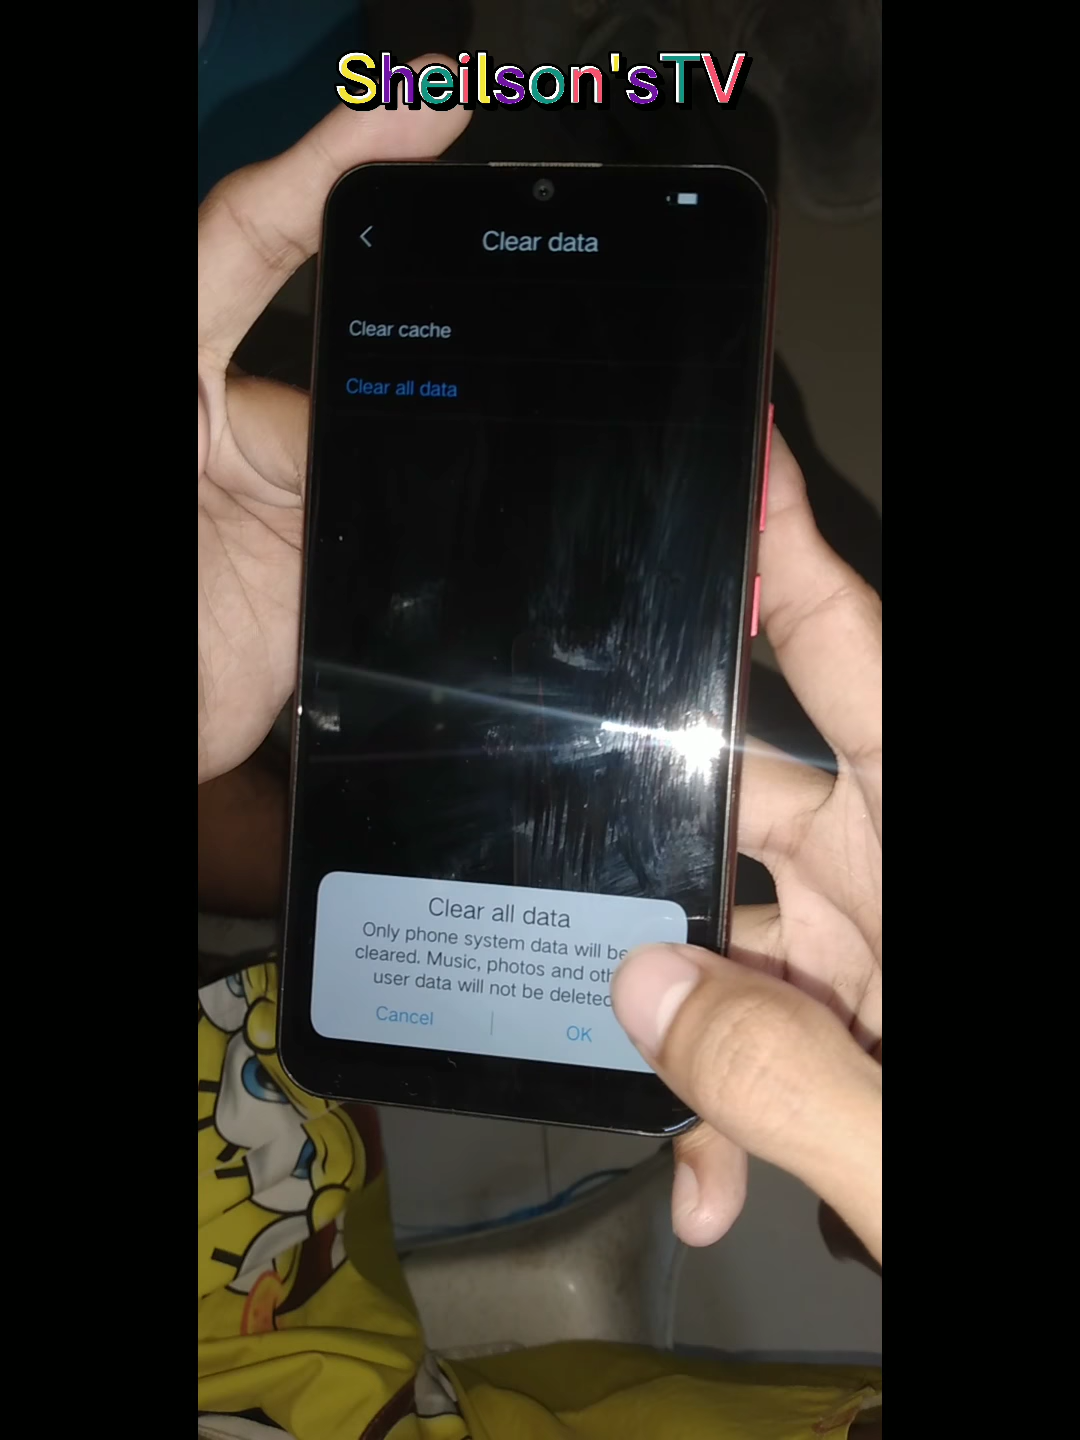 Sheilson'sTV
Clear data
Clear cache
Clear all data
Clear all data
Only phone system data will be
cleared. Music, photos and
user data will not be deleted
Cancel
OK